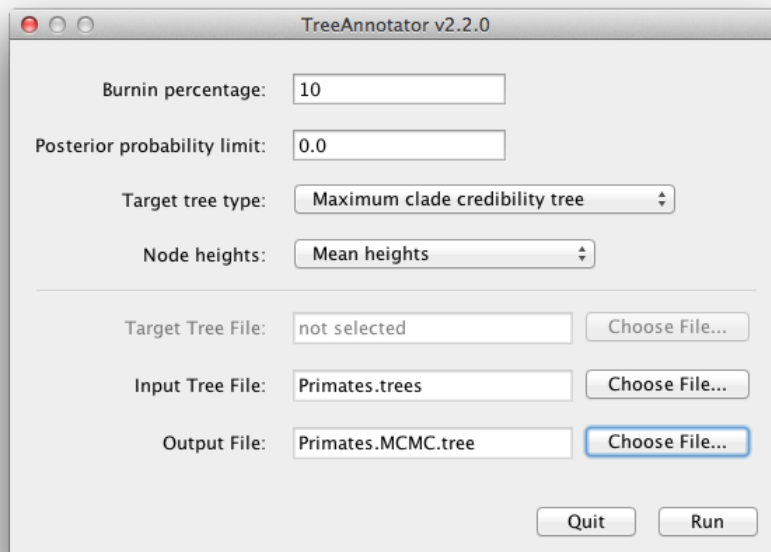 TreeAnnotator v2.2.0
Burnin percentage: 10
Posterior probability limit: 0.0
Target tree type: Maximum clade credibility tree
Node heights: Mean heights
Target Tree File: not selected Choose File...
Input Tree File: Primates.trees Choose File...
Output File: Primates.MCMC.tree Choose File...
Quit Run